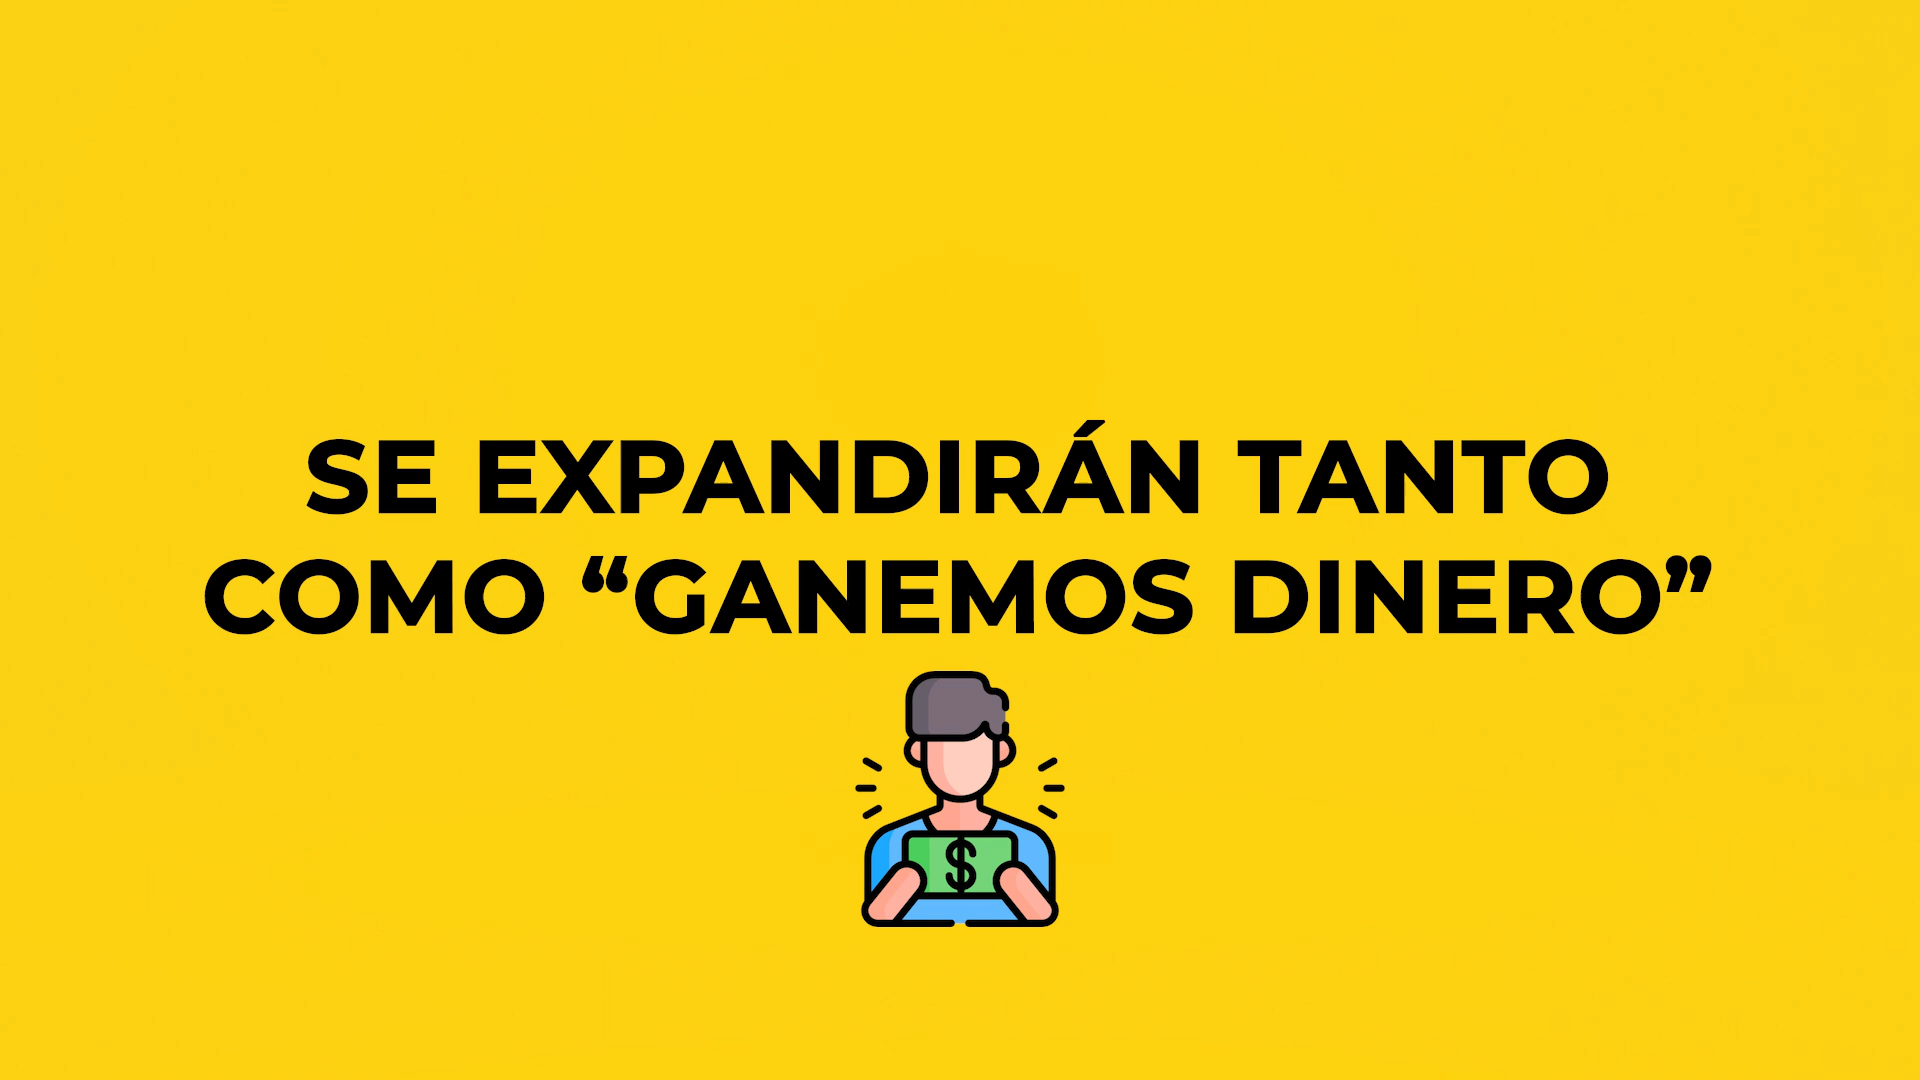 SE EXPANDIRÁN TANTO
COMO “GANEMOS DINERO”
$